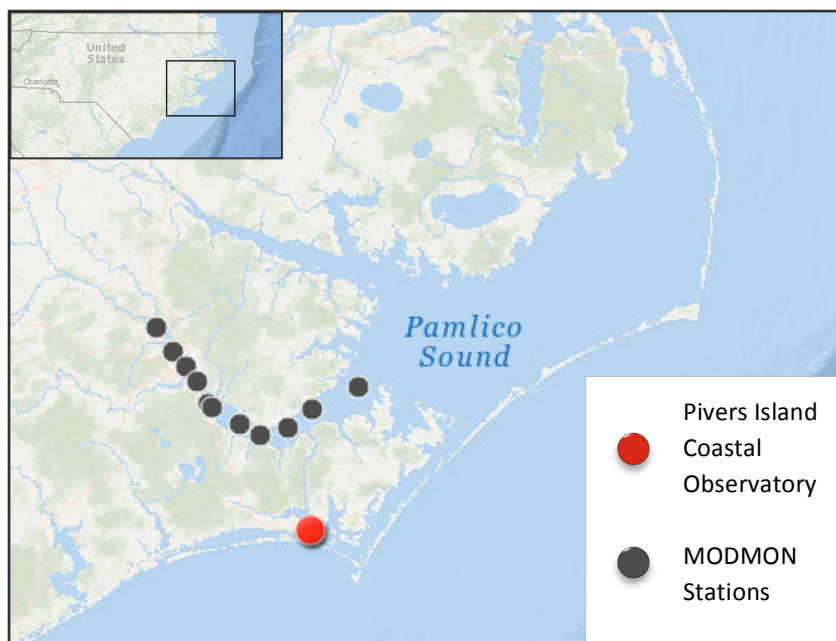 United
States
Charlotte
Pamlico
Sound
Pivers Island
Coastal
Observatory
MODMON
Stations